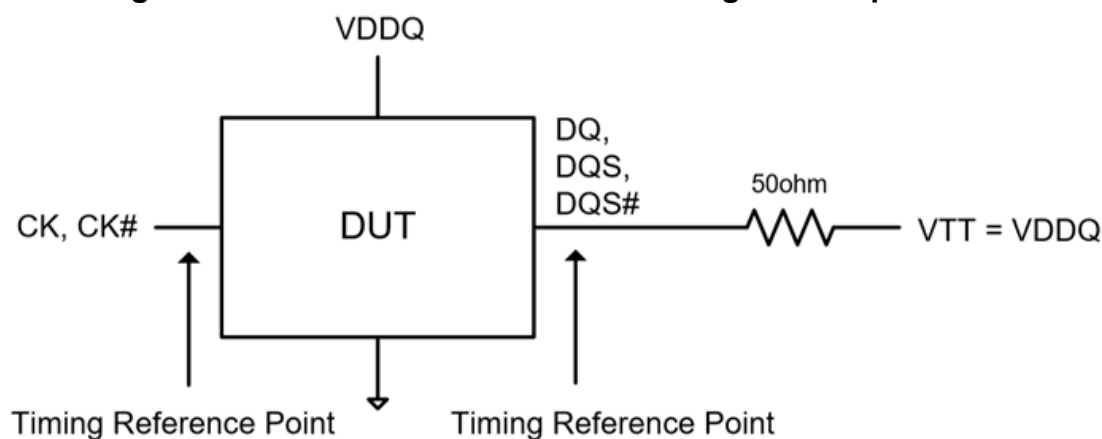 VDDQ
DQ,
DQS,
DQS#
50ohm
CK, CK#
DUT
VTT = VDDQ
Timing Reference Point
Timing Reference Point